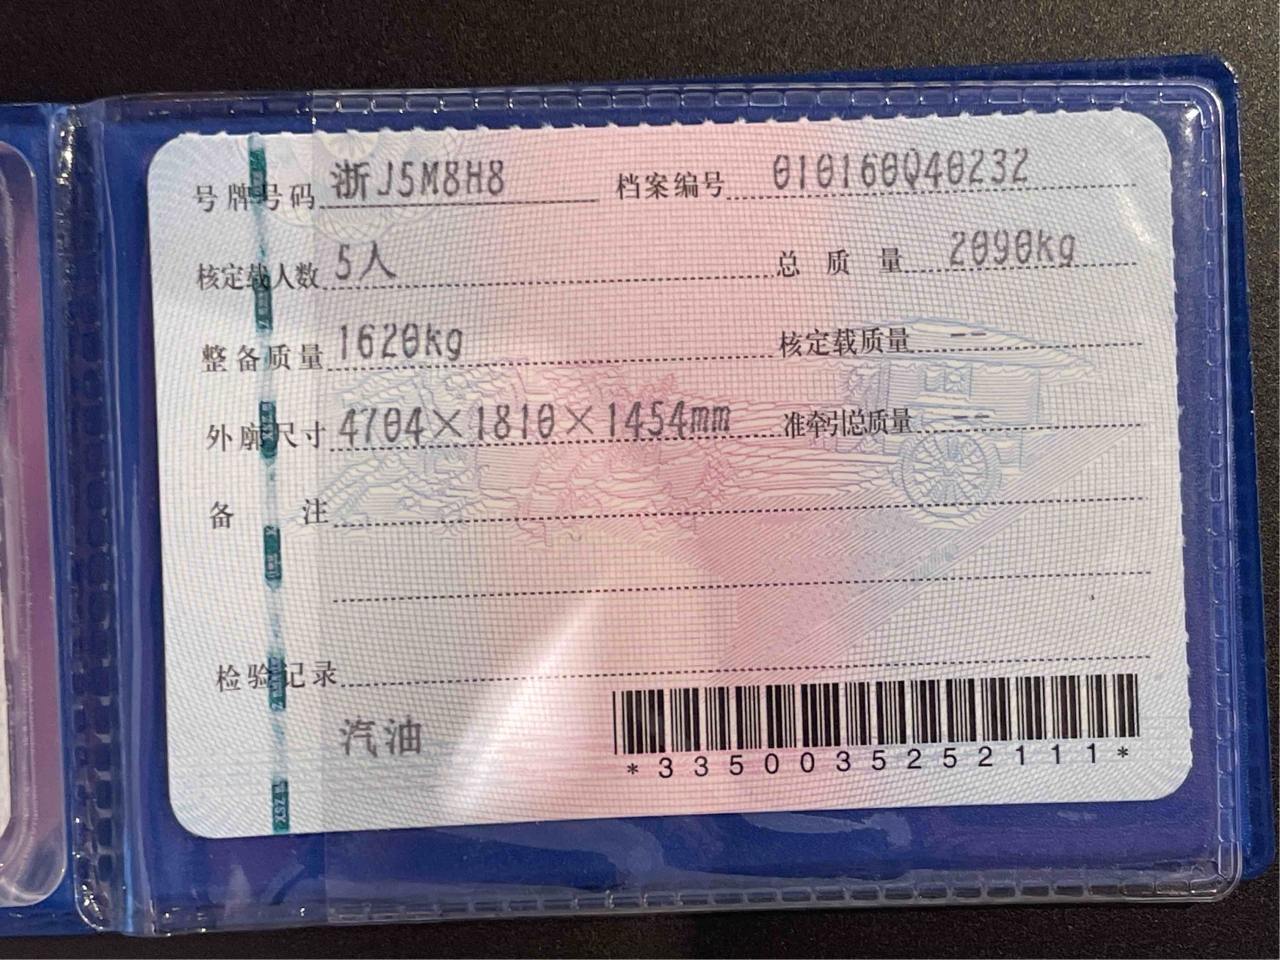 号牌号码 浙J5M8H8 档案编号 010160Q40232
核定载人数 5人 总质量 2090kg
整备质量 1620kg 核定载质量 --
外廓尺寸 4704×1810×1454mm 准牵引总质量 --
备注
检验记录
汽油
*3350035252111*